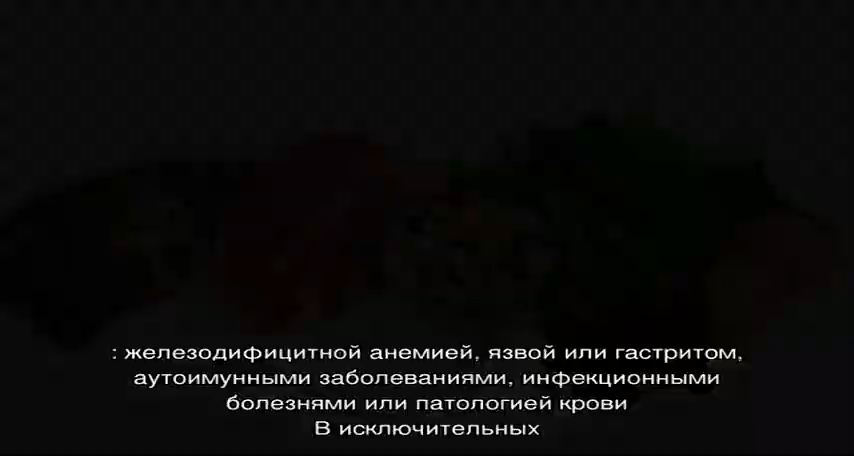 : железодифицитной анемией, язвой или гастритом,
аутоимунными заболеваниями, инфекционными
болезнями или патологией крови
В исключительных